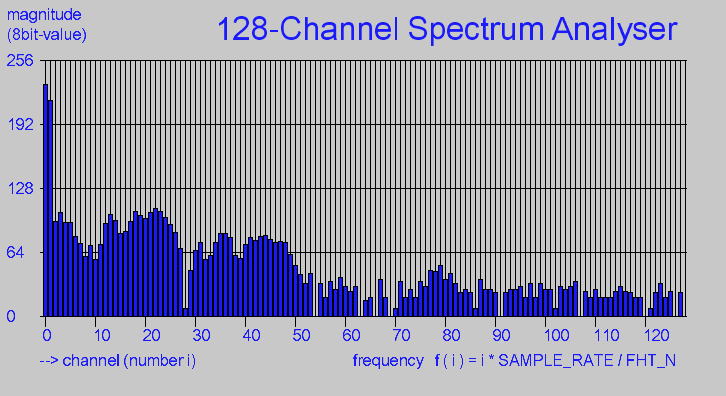 magnitude
(8bit-value)
128-Channel Spectrum Analyser
256
192
128
64
0
0 10 20 30 40 50 60 70 80 90 100 110 120
--> channel (number i)
frequency f ( i ) = i * SAMPLE_RATE / FHT_N